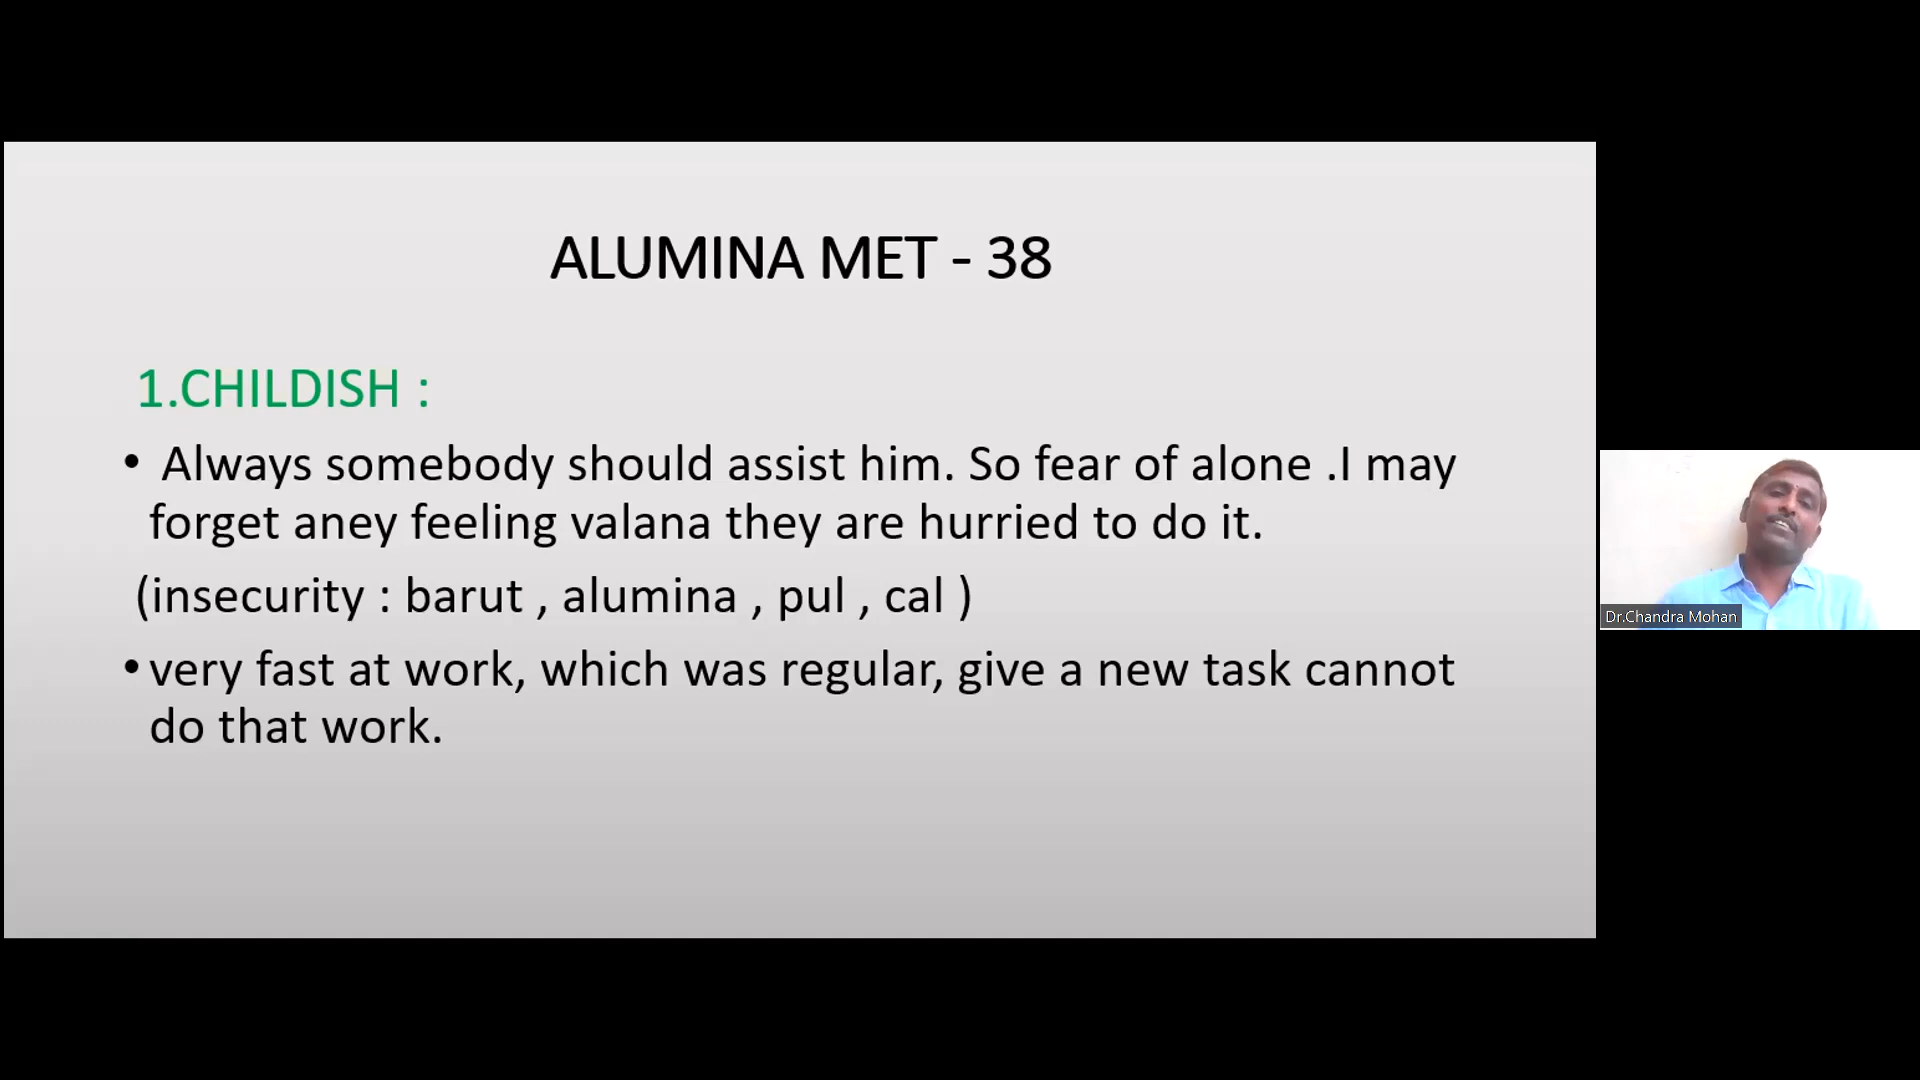 ALUMINA MET - 38
1.CHILDISH :
• Always somebody should assist him. So fear of alone .I may
forget aney feeling valana they are hurried to do it.
(insecurity : barut , alumina , pul , cal )
• very fast at work, which was regular, give a new task cannot
do that work.
Dr.Chandra Mohan